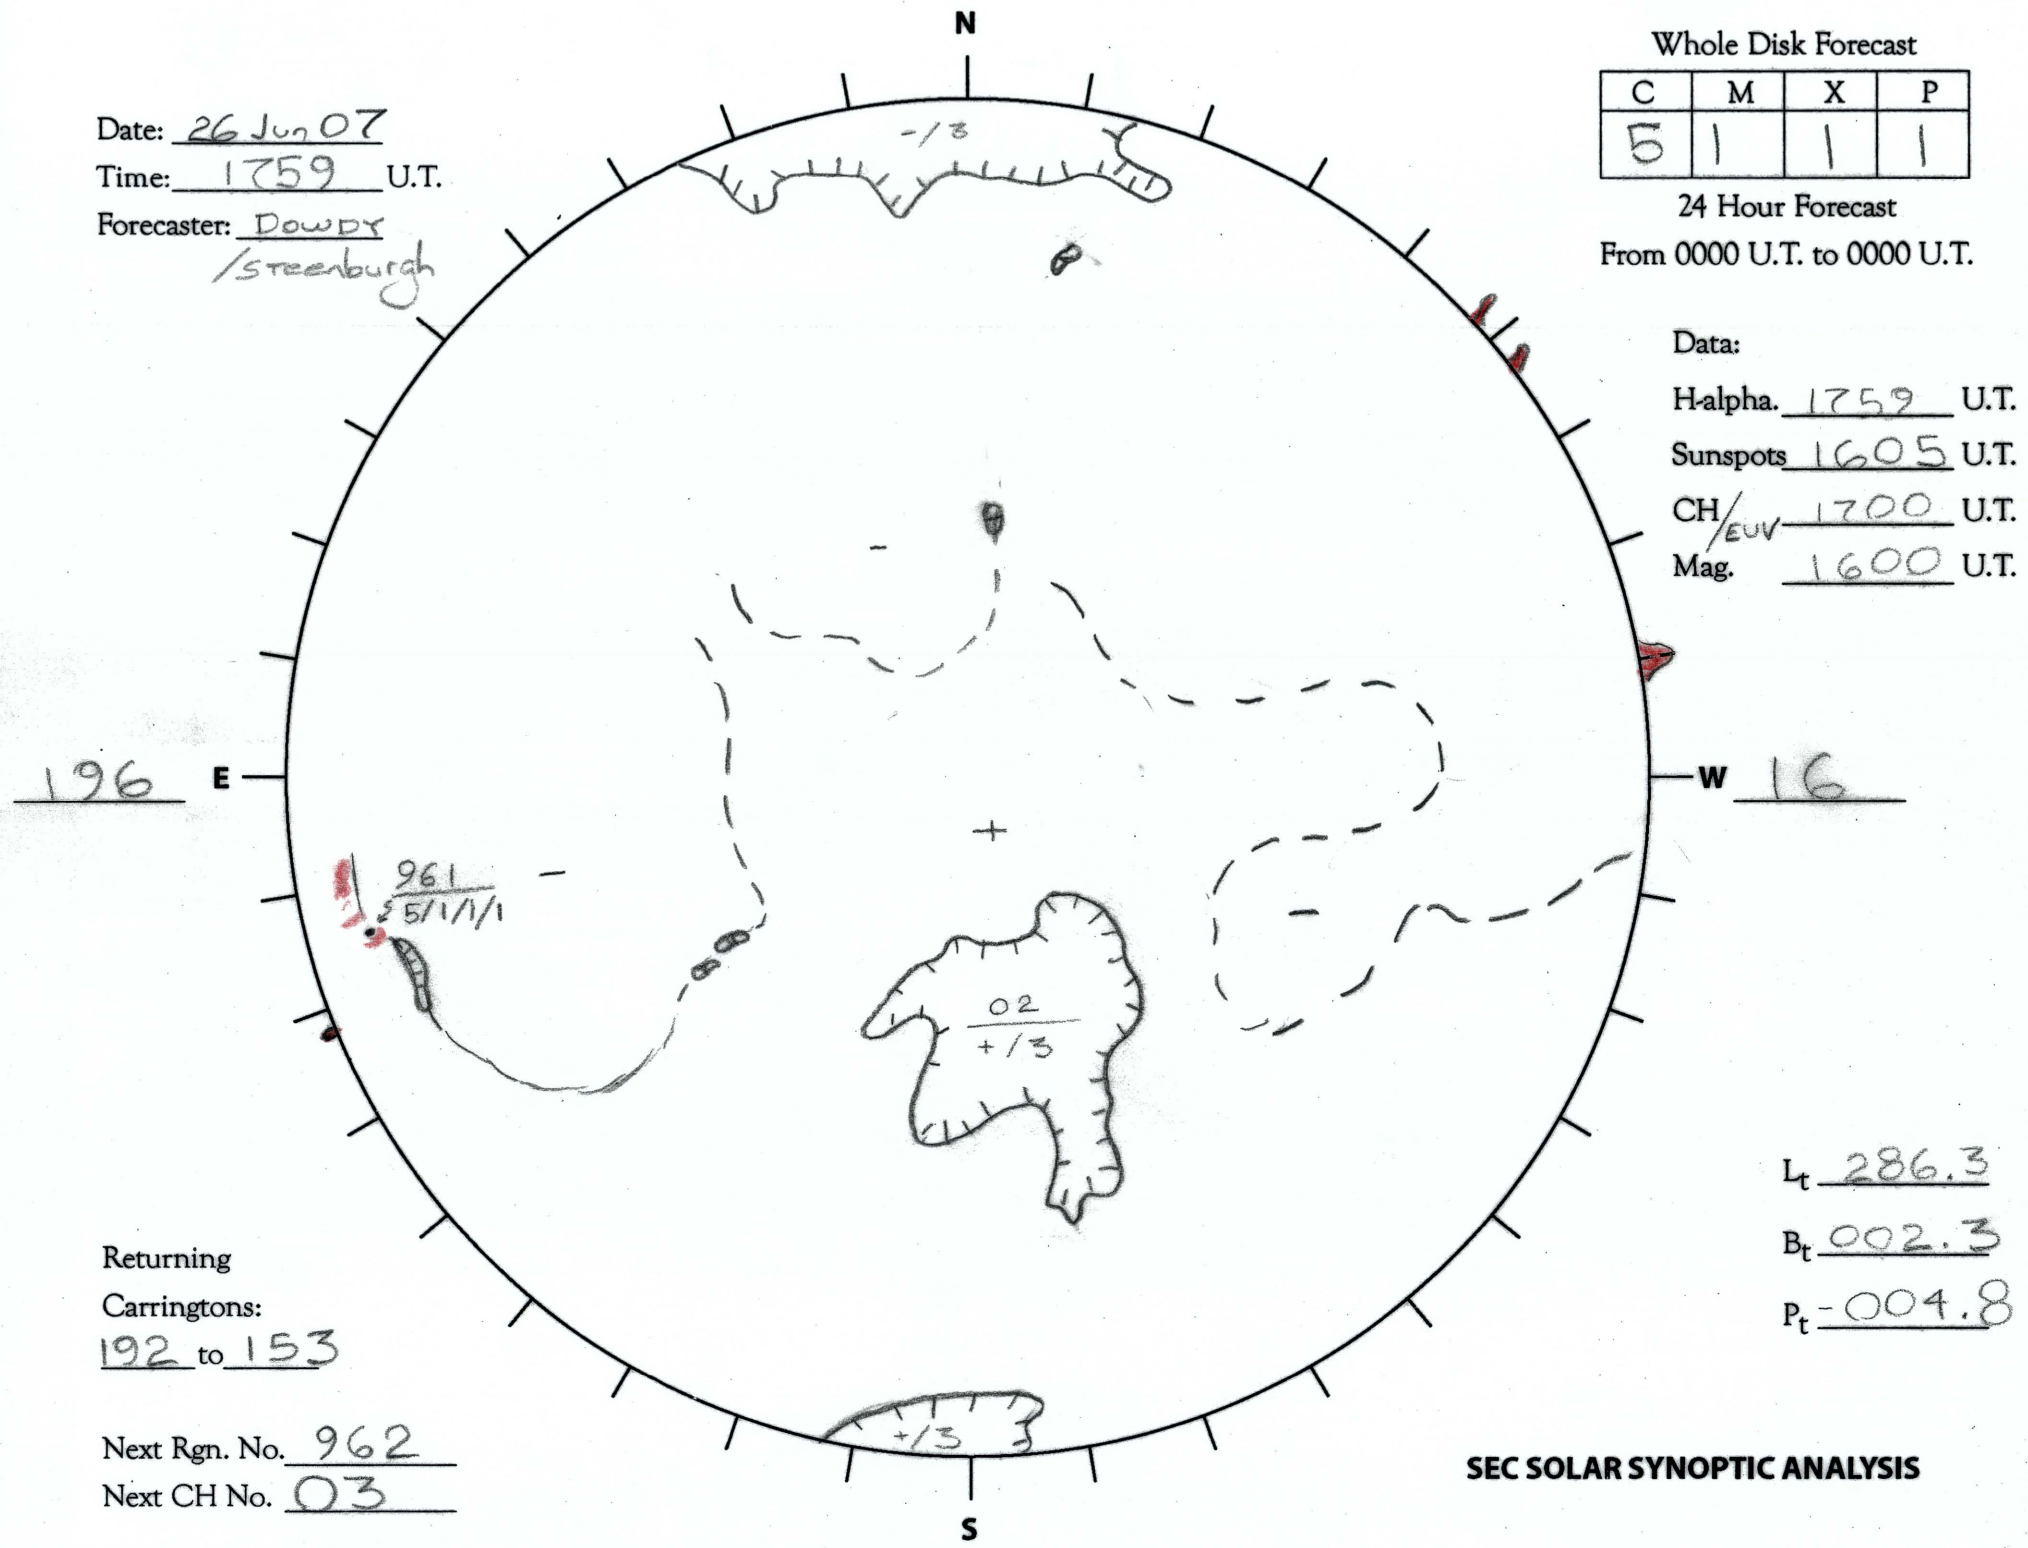 N
Date: 26 Jun 07
Time: 1759 U.T.
Forecaster: Dowdy
/Steenburgh
Whole Disk Forecast
C M X P
5 1 1 1
24 Hour Forecast
From 0000 U.T. to 0000 U.T.
Data:
H-alpha. 1759 U.T.
Sunspots 1605 U.T.
CH/EUV 1700 U.T.
Mag. 1600 U.T.
-/3
-
196 E
W 16
+
961
5/1/1/1
-
-
02
+/3
Lt 286.3
Bt 002.3
Pt -004.8
Returning
Carringtons:
192 to 153
Next Rgn. No. 962
Next CH No. 03
+/3
SEC SOLAR SYNOPTIC ANALYSIS
S